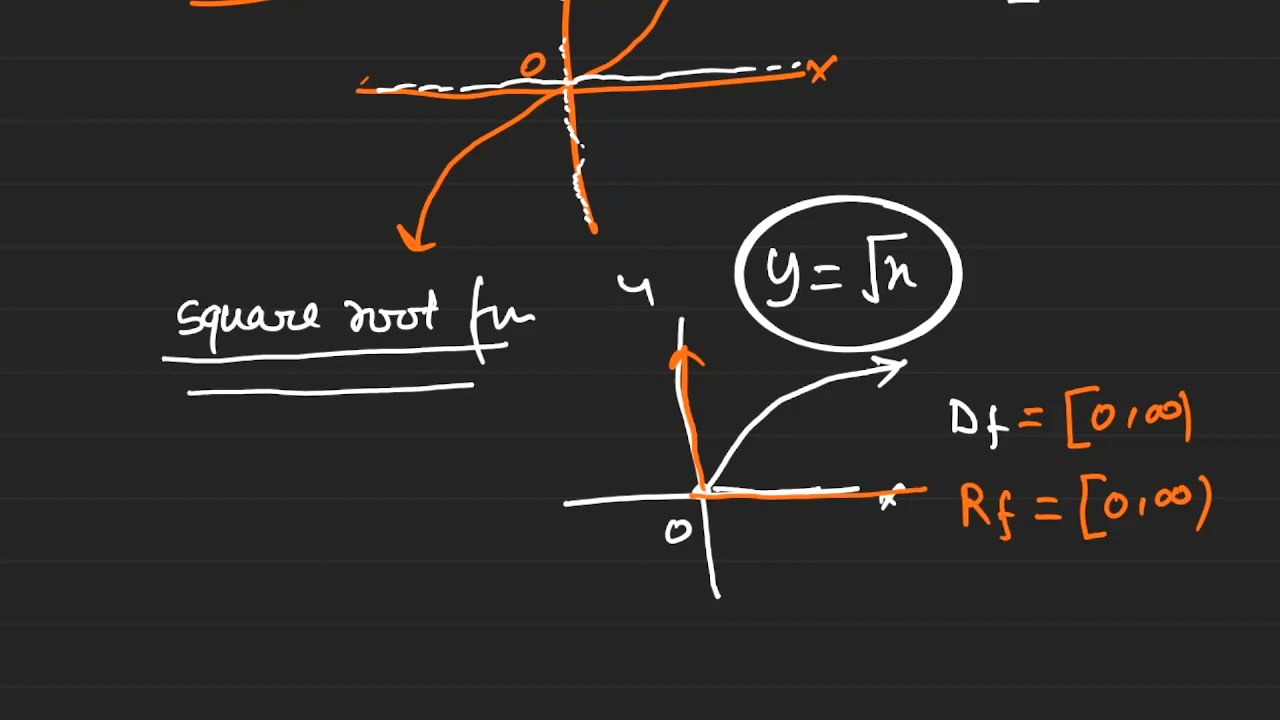 0 x
y
y = √x
square root fn
Df = [0,∞)
x
Rf = [0,∞)
0